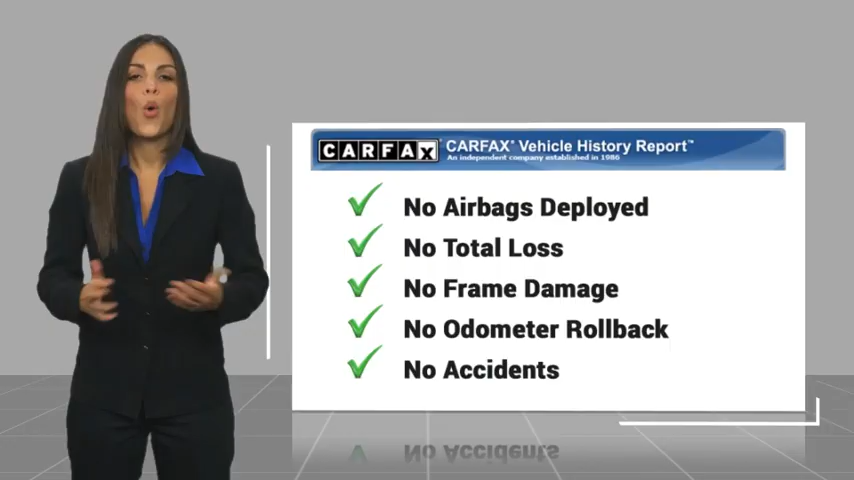 CARFAX
CARFAX® Vehicle History Report™
An independent company established in 1986
No Airbags Deployed
No Total Loss
No Frame Damage
No Odometer Rollback
No Accidents
No Accidents